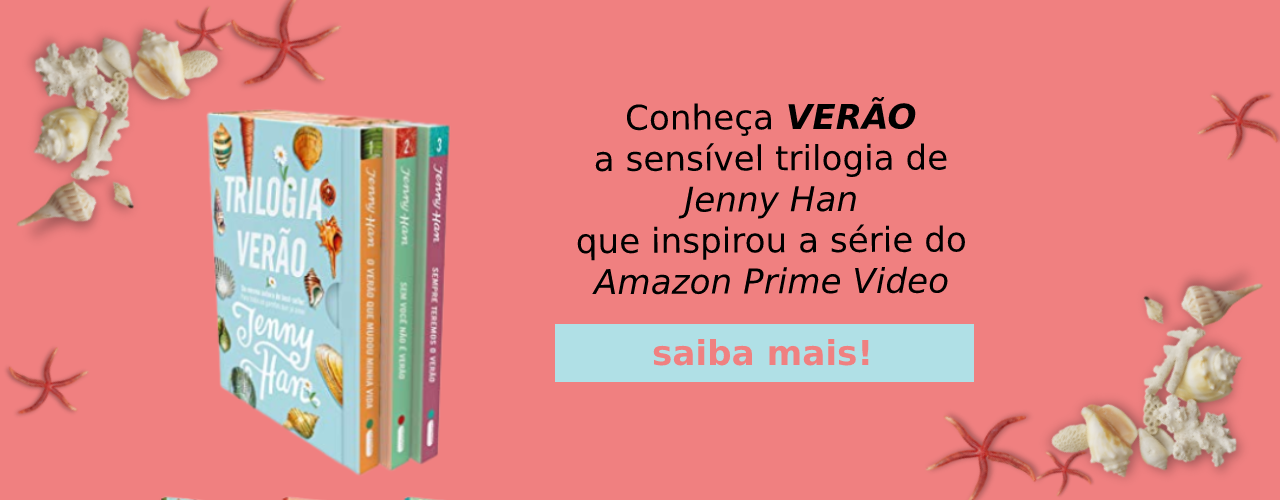 TRILOGIA
VERÃO
Jenny
Han
1
Jenny Han
O VERÃO QUE MUDOU MINHA VIDA
2
Jenny Han
SEM VOCÊ NÃO É VERÃO
3
Jenny Han
SEMPRE TEREMOS O VERÃO
Conheça VERÃO
a sensível trilogia de
Jenny Han
que inspirou a série do
Amazon Prime Video
saiba mais!